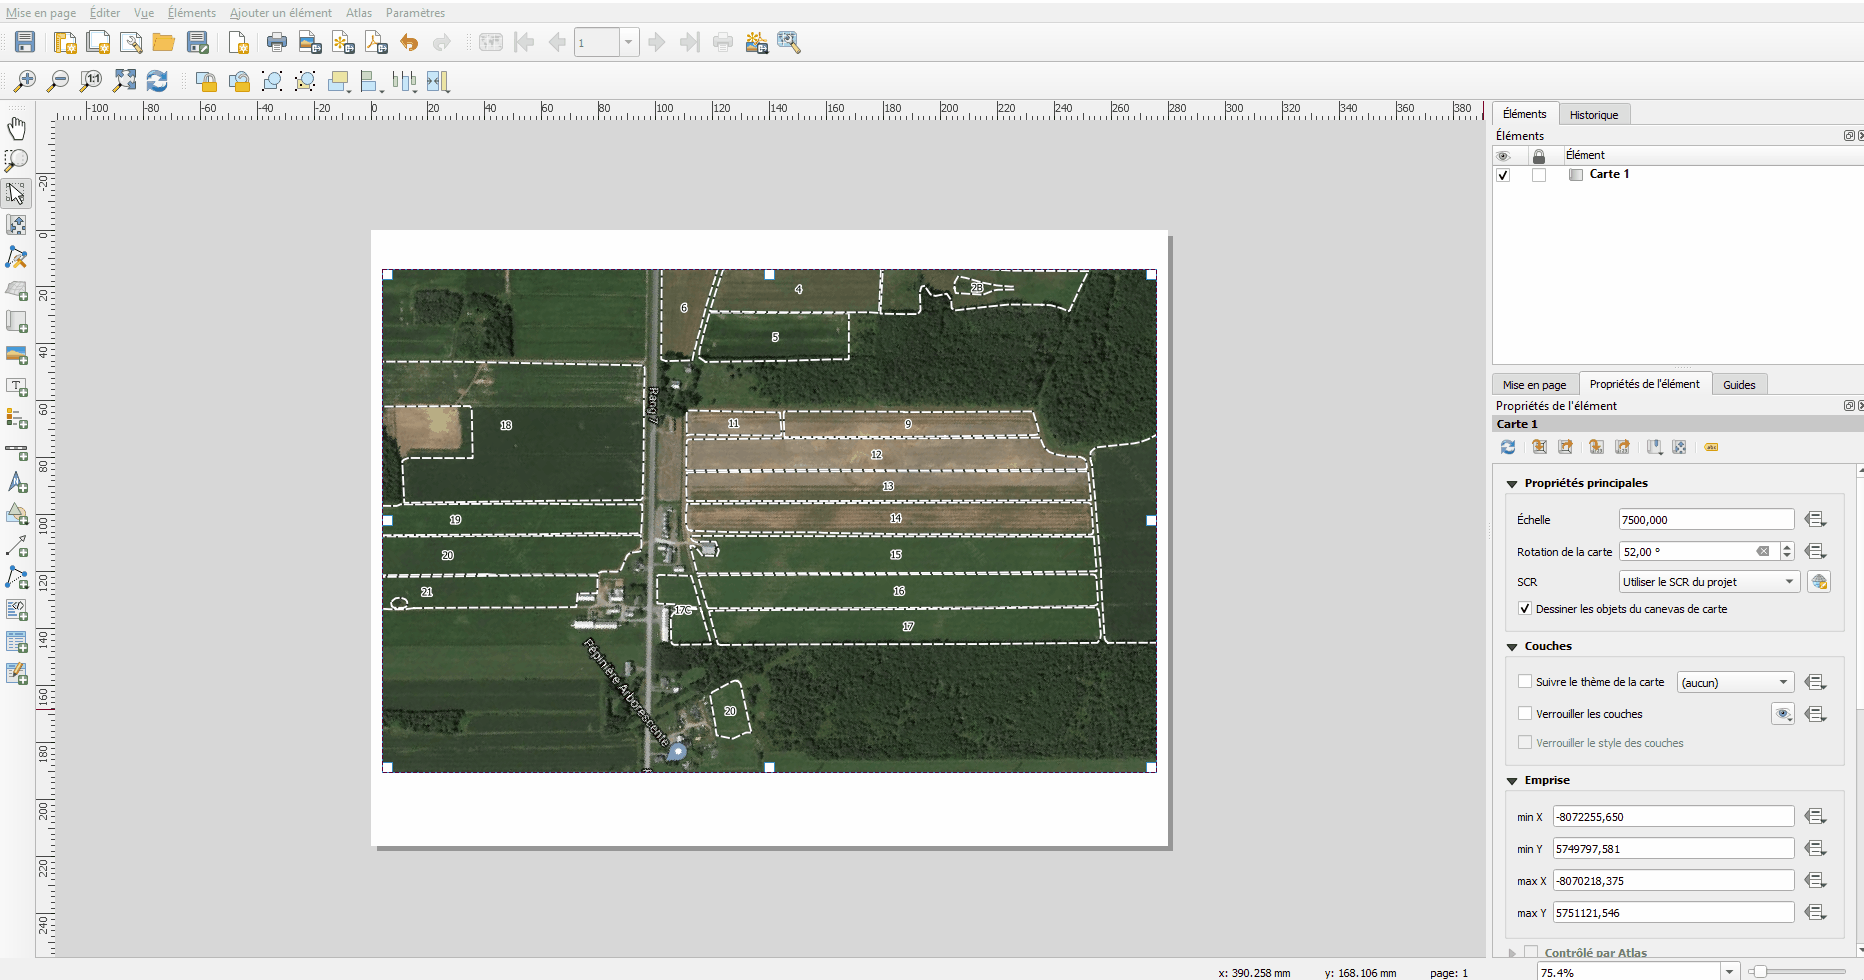 Mise en page Éditer Vue Éléments Ajouter un élément Atlas Paramètres
1
1:1
-100 -80 -60 -40 -20 0 20 40 60 80 100 120 140 160 180 200 220 240 260 280 300 320 340 360 380
-20 0 20 40 60 80 100 120 140 160 180 200 220 240
Éléments Historique
Éléments
Élément
Carte 1
6
4
2B
5
Rang 7
18
11
9
12
13
19
14
20
15
21
16
17C
17
Pépinière Arborescente
20
Mise en page Propriétés de l'élément Guides
Propriétés de l'élément
Carte 1
abc
Propriétés principales
Échelle 7500,000
Rotation de la carte 52,00 °
SCR Utiliser le SCR du projet
Dessiner les objets du canevas de carte
Couches
Suivre le thème de la carte (aucun)
Verrouiller les couches
Verrouiller le style des couches
Emprise
min X -8072255,650
min Y 5749797,581
max X -8070218,375
max Y 5751121,546
Contrôlé par Atlas
x: 390.258 mm y: 168.106 mm page: 1 75.4%